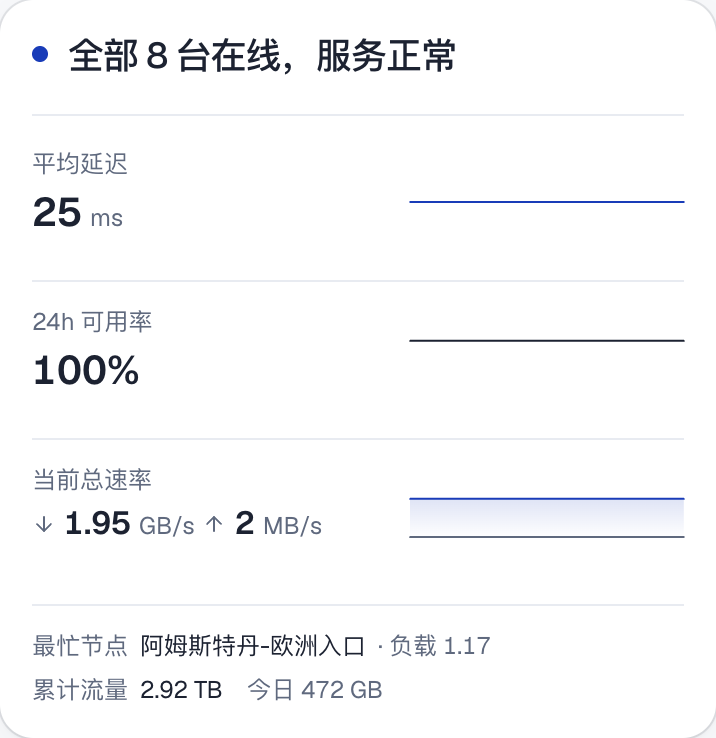 全部 8 台在线，服务正常
平均延迟
25 ms
24h 可用率
100%
当前总速率
↓ 1.95 GB/s ↑ 2 MB/s
最忙节点 阿姆斯特丹-欧洲入口 · 负载 1.17
累计流量 2.92 TB 今日 472 GB